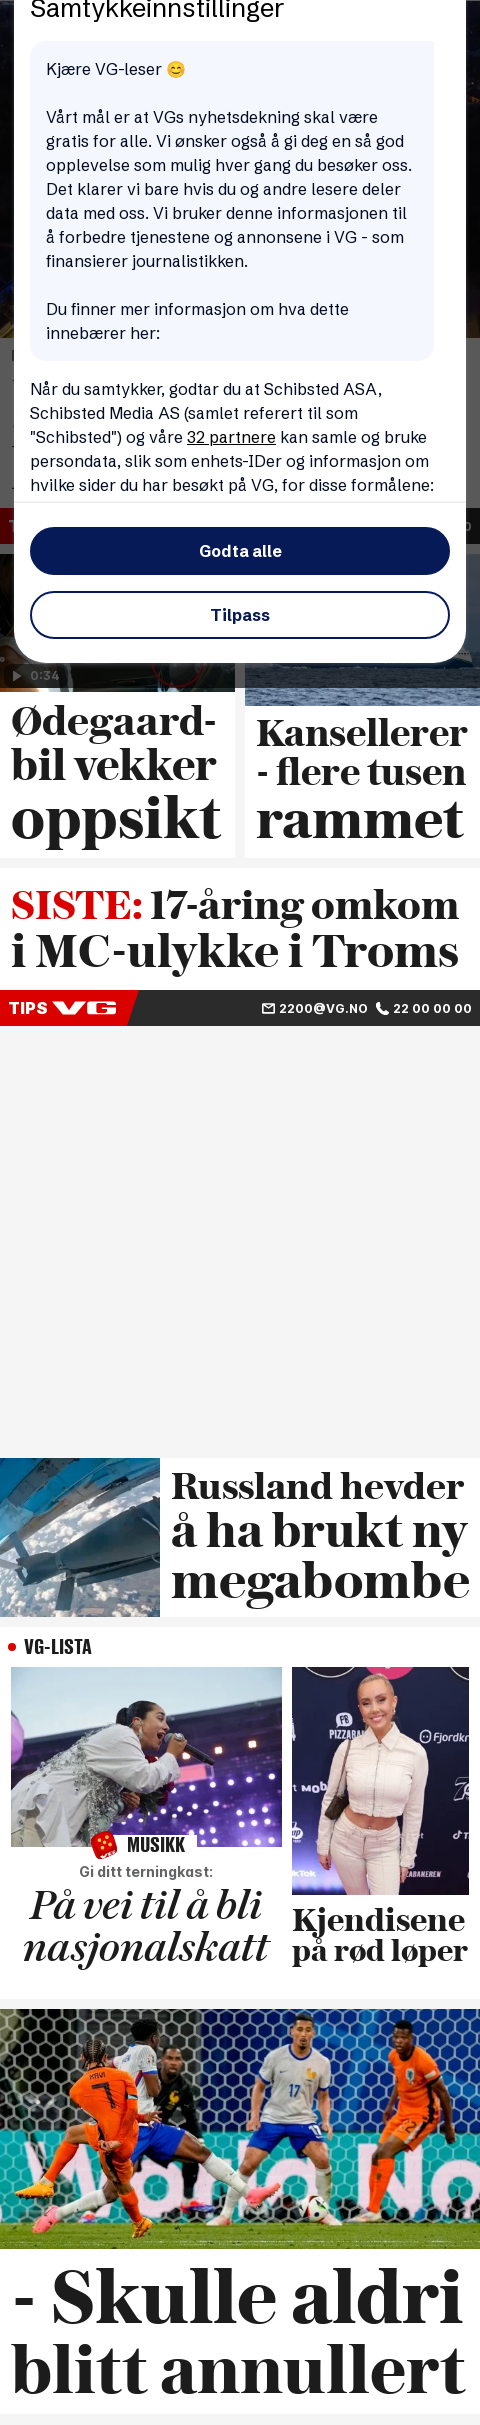 Samtykkeinnstillinger
Kjære VG-leser 😊
Vårt mål er at VGs nyhetsdekning skal være
gratis for alle. Vi ønsker også å gi deg en så god
opplevelse som mulig hver gang du besøker oss.
Det klarer vi bare hvis du og andre lesere deler
data med oss. Vi bruker denne informasjonen til
å forbedre tjenestene og annonsene i VG - som
finansierer journalistikken.
Du finner mer informasjon om hva dette
innebærer her:
Når du samtykker, godtar du at Schibsted ASA,
Schibsted Media AS (samlet referert til som
"Schibsted") og våre 32 partnere kan samle og bruke
persondata, slik som enhets-IDer og informasjon om
hvilke sider du har besøkt på VG, for disse formålene:
Godta alle
Tilpass
0:34
Ødegaard-
bil vekker
oppsikt
Kansellerer
- flere tusen
rammet
SISTE: 17-åring omkom
i MC-ulykke i Troms
TIPS VG 2200@VG.NO 22 00 00 00
Russland hevder
å ha brukt ny
megabombe
VG-LISTA
MUSIKK
Gi ditt terningkast:
På vei til å bli
nasjonalskatt
PIZZABAN
Fjordkr
Kjendisene
på rød løper
XAVI
7
17
- Skulle aldri
blitt annullert